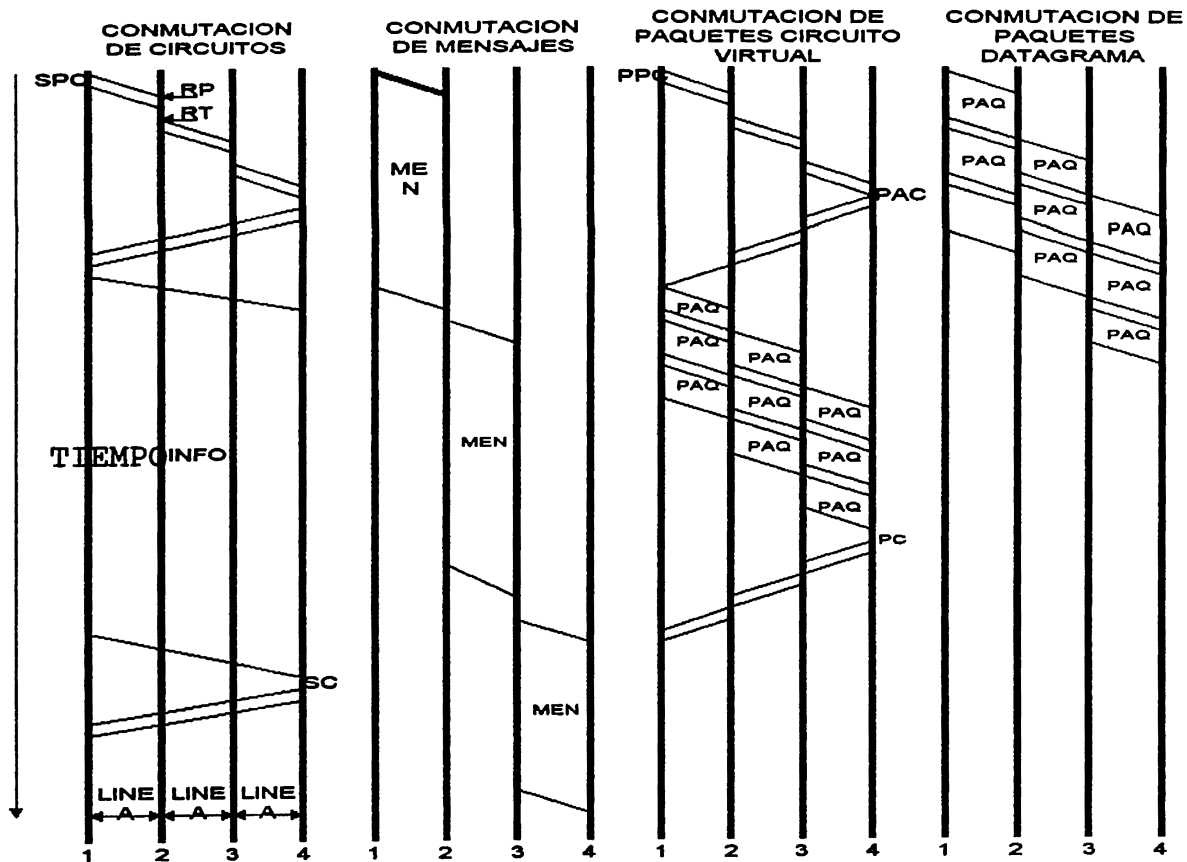 CONMUTACION
DE CIRCUITOS
CONMUTACION
DE MENSAJES
CONMUTACION DE
PAQUETES CIRCUITO
VIRTUAL
CONMUTACION DE
PAQUETES
DATAGRAMA
SPC
RP
RT
INFO
SC
TIEMPO
LINE
A
LINE
A
LINE
A
1 2 3 4
ME
N
MEN
MEN
1 2 3 4
PPC
PAC
PAQ
PAQ
PAQ
PAQ
PAQ
PAQ
PAQ
PAQ
PAQ
PC
1 2 3 4
PAQ
PAQ
PAQ
PAQ
PAQ
PAQ
PAQ
PAQ
1 2 3 4